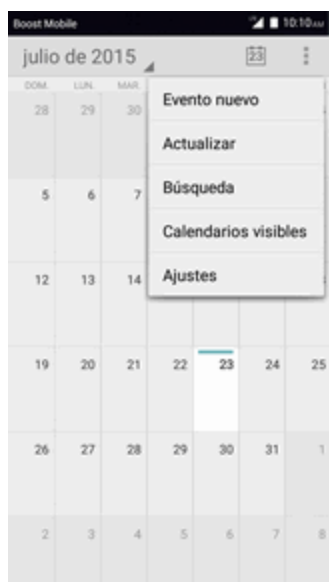 Boost Mobile 10:10 AM
julio de 2015 23
DOM. LUN. MAR.
28 29 30
Evento nuevo
Actualizar
5 6 7 Búsqueda
Calendarios visibles
12 13 14 Ajustes
19 20 21 22 23 24 25
26 27 28 29 30 31 1
2 3 4 5 6 7 8